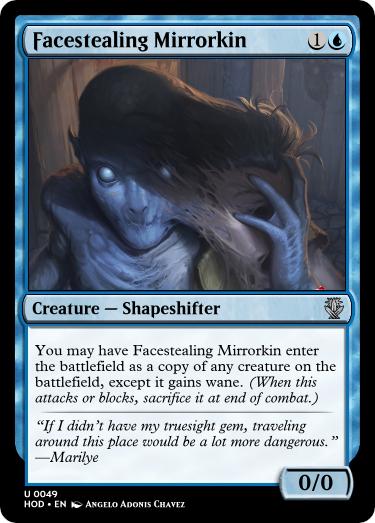 Facestealing Mirrorkin 1
Creature — Shapeshifter
You may have Facestealing Mirrorkin enter
the battlefield as a copy of any creature on the
battlefield, except it gains wane. (When this
attacks or blocks, sacrifice it at end of combat.)
“If I didn’t have my truesight gem, traveling
around this place would be a lot more dangerous.”
—Marilye
0/0
U 0049
HOD • EN Angelo Adonis Chavez